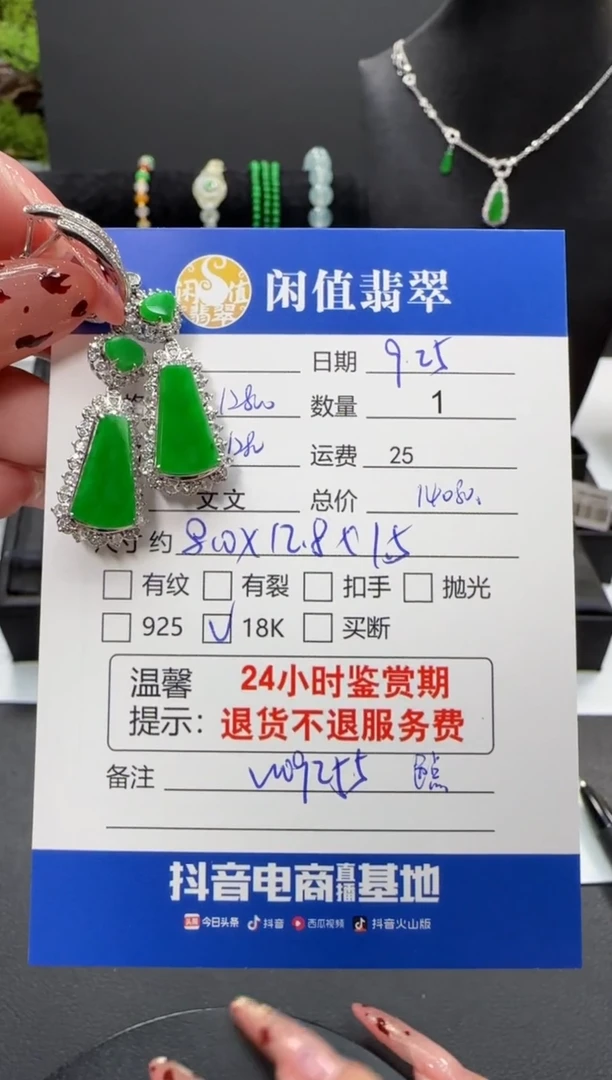 闲值翡翠
闲值翡翠
日期 9.25
12800 数量 1
1280 运费 25
文文 总价 14080.
尺寸 约
有纹 有裂 扣手 抛光
925 18K 买断
温馨 24小时鉴赏期
提示: 退货不退服务费
备注
抖音电商直播基地
头条 今日头条 抖音 西瓜视频 抖音火山版